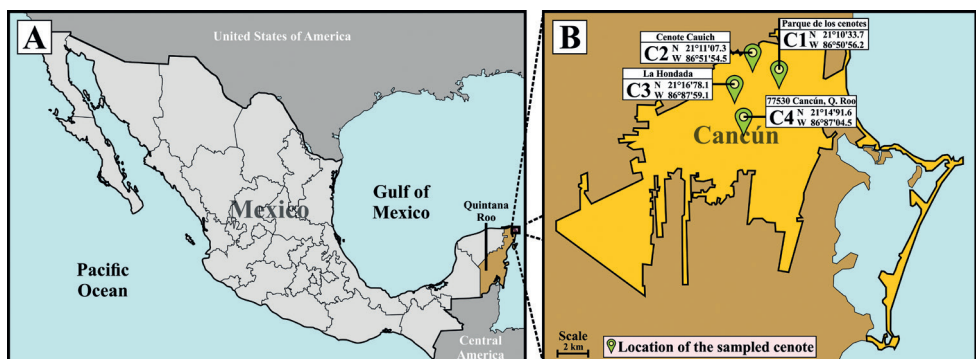 A
United States of America
Gulf of
Mexico
Mexico
Quintana
Roo
Pacific
Ocean
Central
America
B
Parque de los cenotes
C1 N 21°10'33.7
W 86°50'56.2
Cenote Cauich
C2 N 21°11'07.3
W 86°51'54.5
La Hondada
C3 N 21°16'78.1
W 86°87'59.1
77530 Cancún, Q. Roo
C4 N 21°14'91.6
W 86°87'04.5
Cancún
Scale
2 km
Location of the sampled cenote